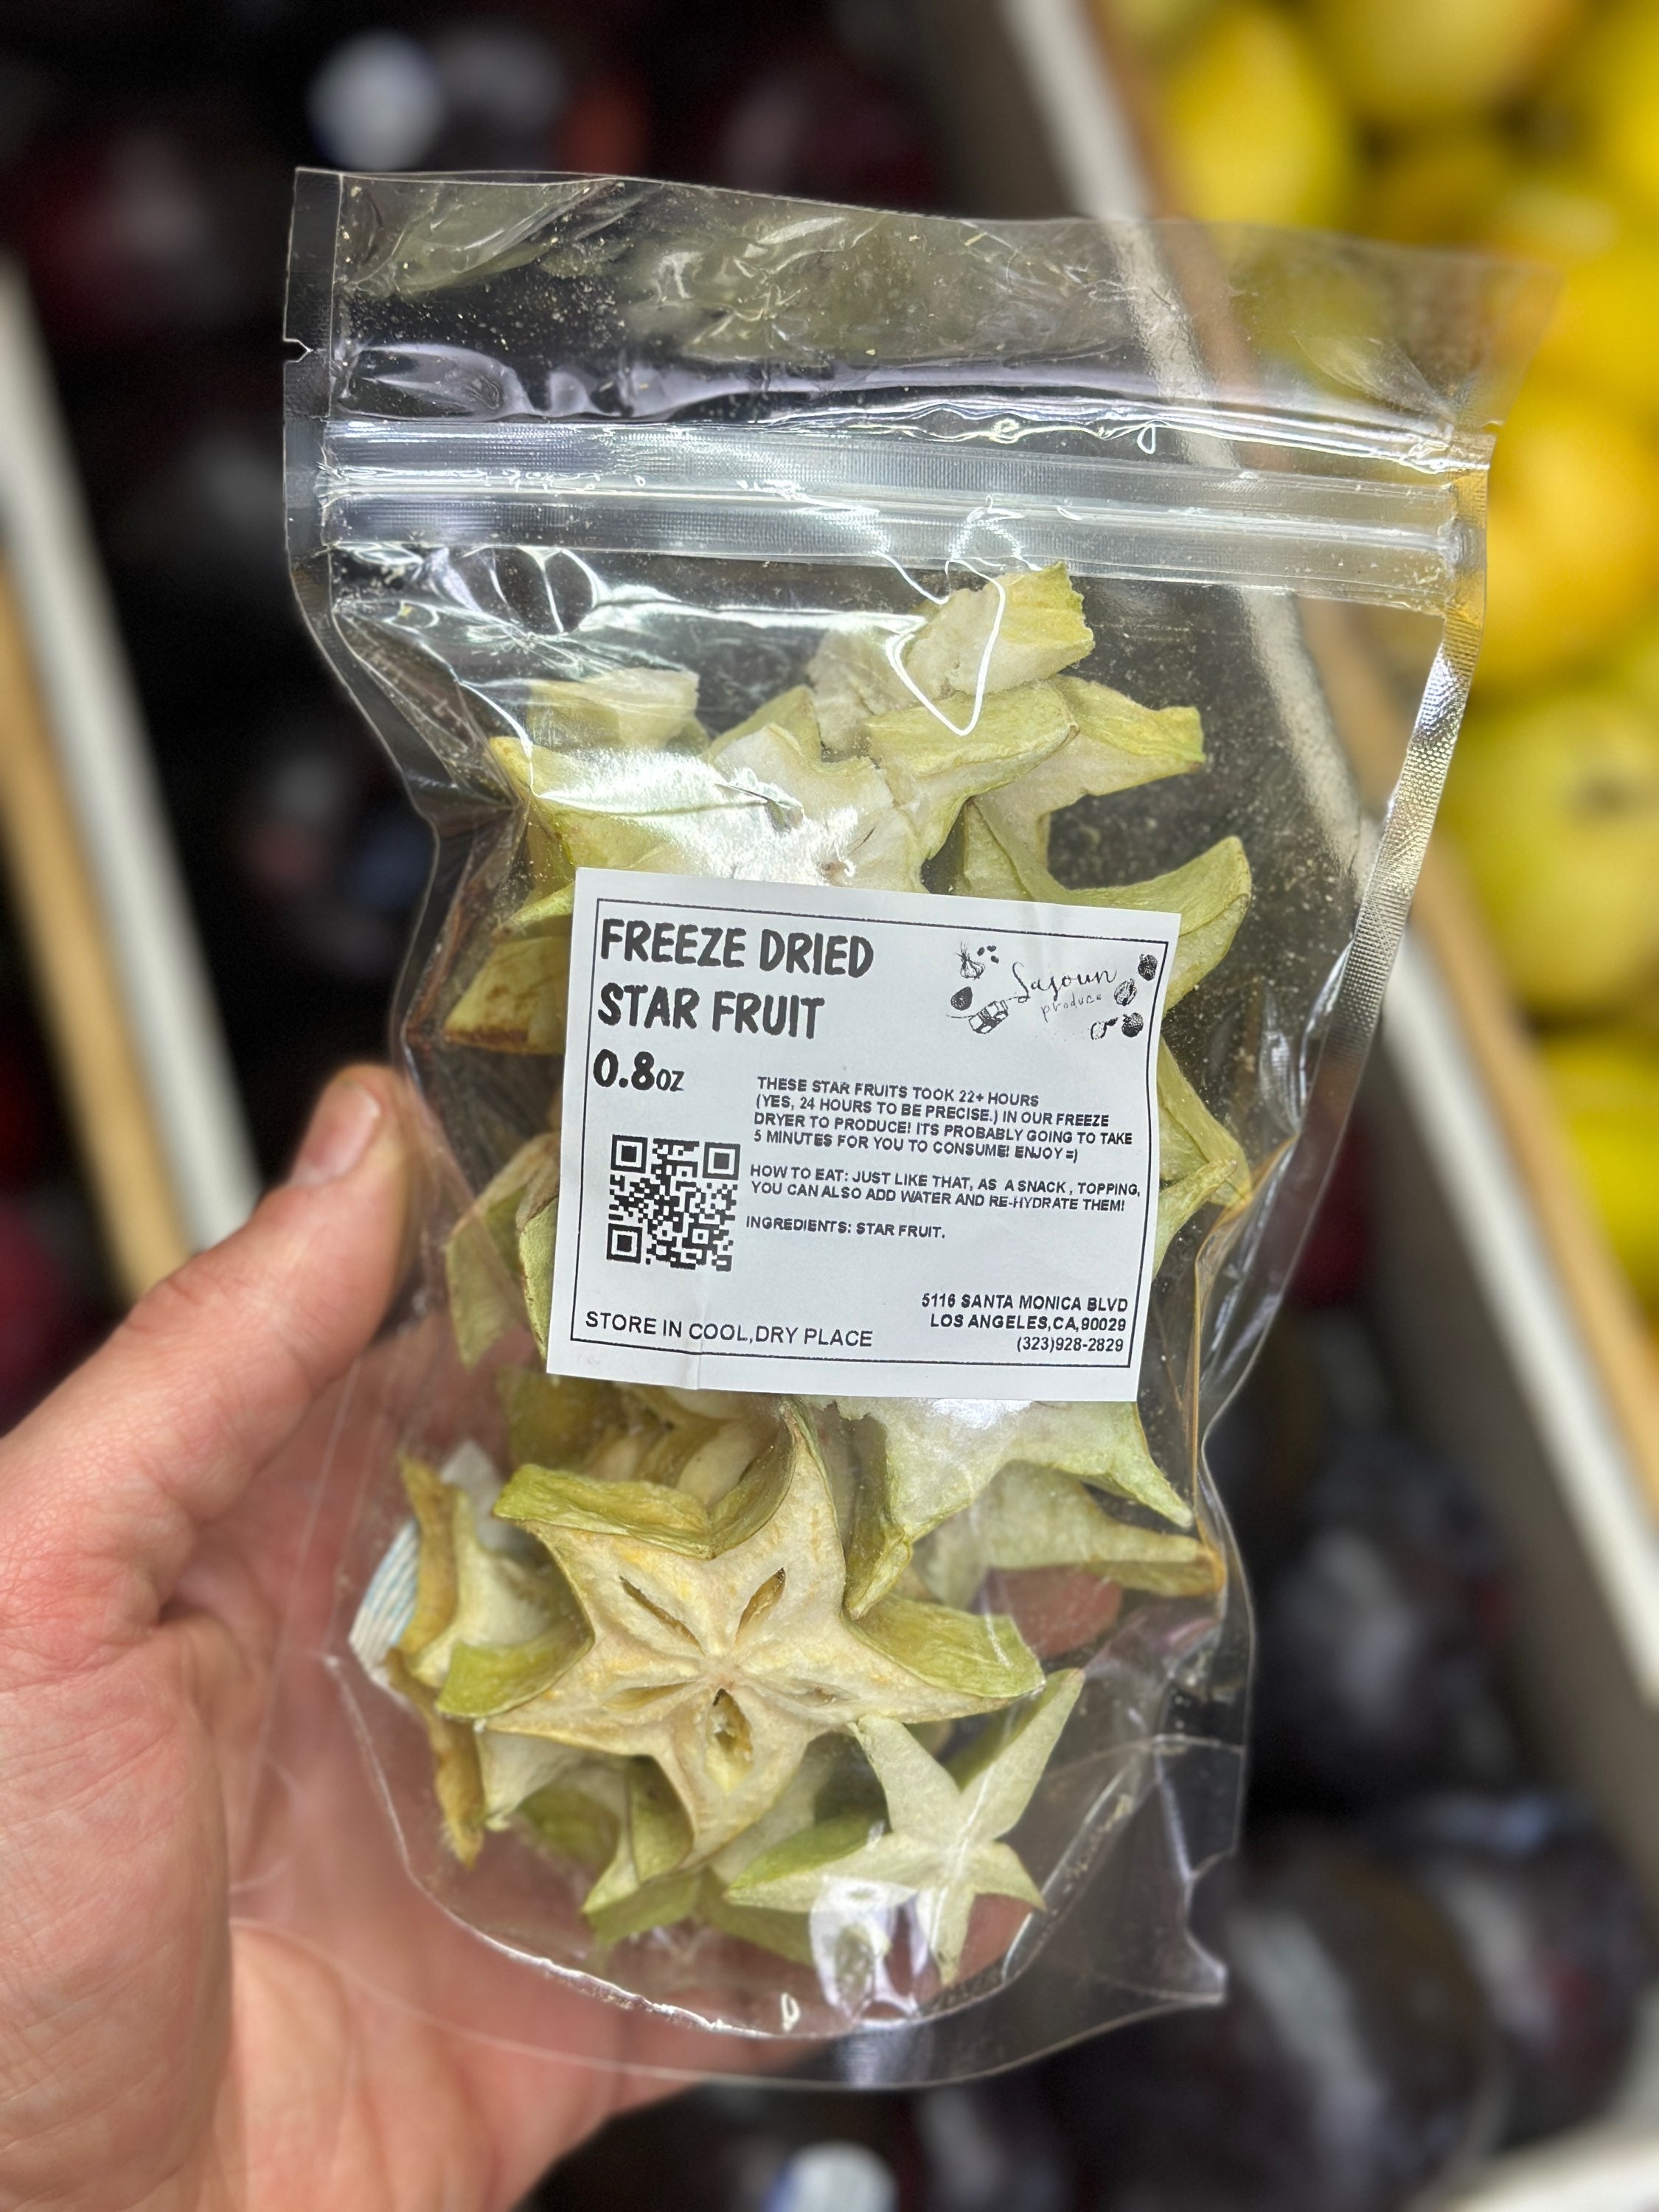 FREEZE DRIED
STAR FRUIT
0.8OZ
Sajoun
produce
THESE STAR FRUITS TOOK 22+ HOURS
(YES, 24 HOURS TO BE PRECISE.) IN OUR FREEZE
DRYER TO PRODUCE! ITS PROBABLY GOING TO TAKE
5 MINUTES FOR YOU TO CONSUME! ENJOY =)
HOW TO EAT: JUST LIKE THAT, AS A SNACK, TOPPING,
YOU CAN ALSO ADD WATER AND RE-HYDRATE THEM!
INGREDIENTS: STAR FRUIT.
5116 SANTA MONICA BLVD
LOS ANGELES,CA,90029
(323)928-2829
STORE IN COOL,DRY PLACE